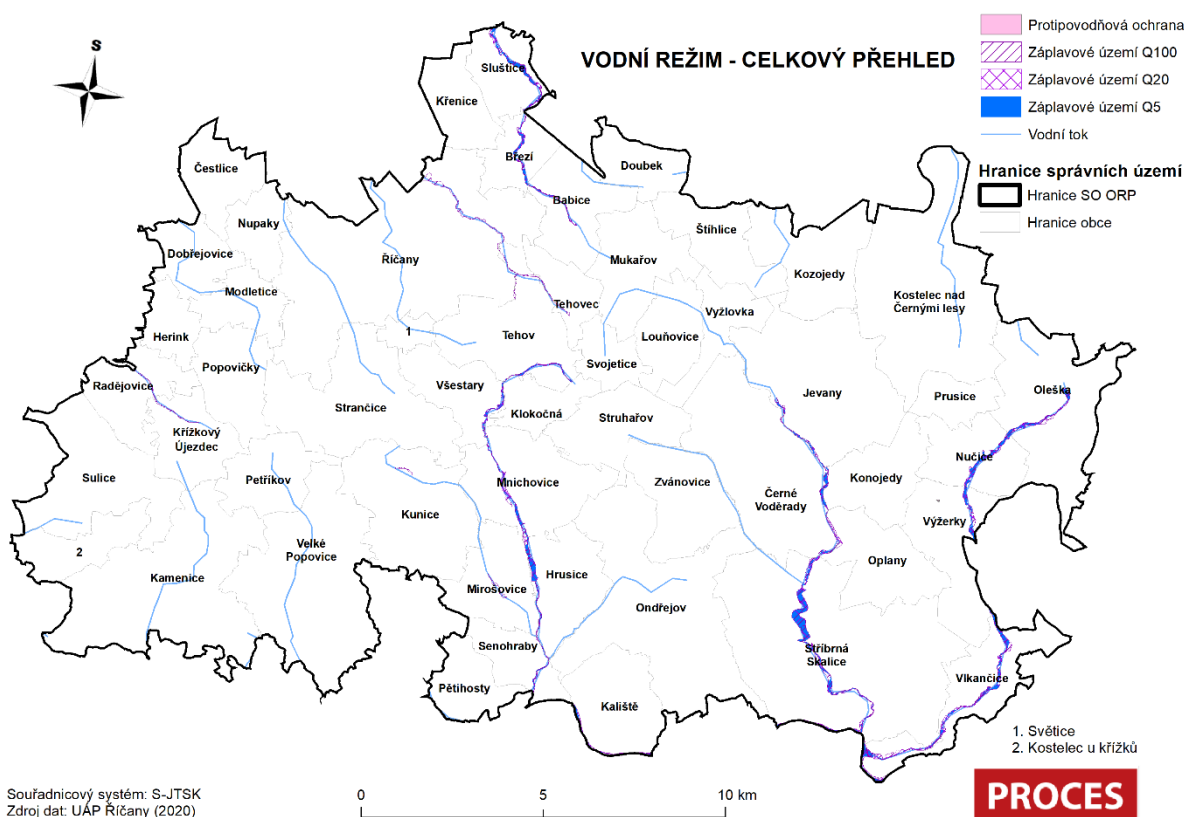 S
VODNÍ REŽIM - CELKOVÝ PŘEHLED
Protipovodňová ochrana
Záplavové území Q100
Záplavové území Q20
Záplavové území Q5
Vodní tok
Hranice správních území
Hranice SO ORP
Hranice obce
Sluštice
Křenice
Březí
Doubek
Čestlice
Babice
Nupaky
Štíhlice
Dobřejovice
Říčany
Mukařov
Kozojedy
Modletice
Tehovec
Kostelec nad
Černými lesy
Vyžlovka
Herink
1
Tehov
Louňovice
Popovičky
Svojetice
Radějovice
Všestary
Jevany
Oleška
Strančice
Klokočná
Struhařov
Prusice
Křížkový
Újezdec
Nučice
Sulice
Petříkov
Mnichovice
Zvánovice
Černé
Voděrady
Konojedy
Kunice
Výžerky
2
Velké
Popovice
Oplany
Kamenice
Mirošovice
Hrusice
Ondřejov
Senohraby
Stříbrná
Skalice
Pětihosty
Kaliště
Vlkančice
1. Světice
2. Kostelec u křížků
Souřadnicový systém: S-JTSK
Zdroj dat: ÚAP Říčany (2020)
0 5 10 km
PROCES